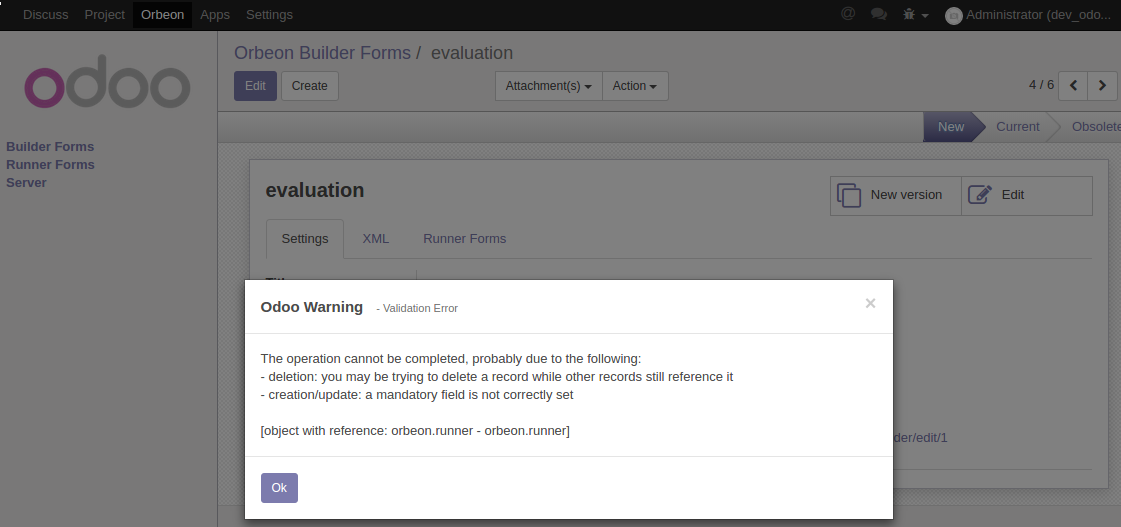 Discuss Project Orbeon Apps Settings @ Administrator (dev_odo...
odoo
Builder Forms
Runner Forms
Server
Orbeon Builder Forms / evaluation
Edit Create Attachment(s) Action 4 / 6
New Current Obsolete
evaluation
New version Edit
Settings XML Runner Forms
Odoo Warning - Validation Error ×
The operation cannot be completed, probably due to the following:
- deletion: you may be trying to delete a record while other records still reference it
- creation/update: a mandatory field is not correctly set
[object with reference: orbeon.runner - orbeon.runner]
der/edit/1
Ok